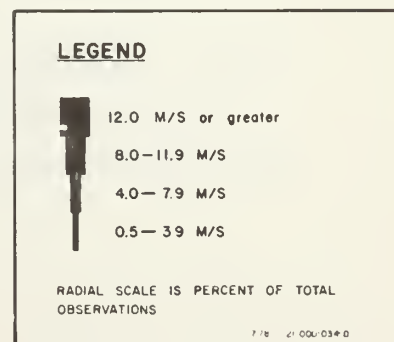 LEGEND
12.0 M/S or greater
8.0–11.9 M/S
4.0– 7.9 M/S
0.5– 3.9 M/S
RADIAL SCALE IS PERCENT OF TOTAL
OBSERVATIONS